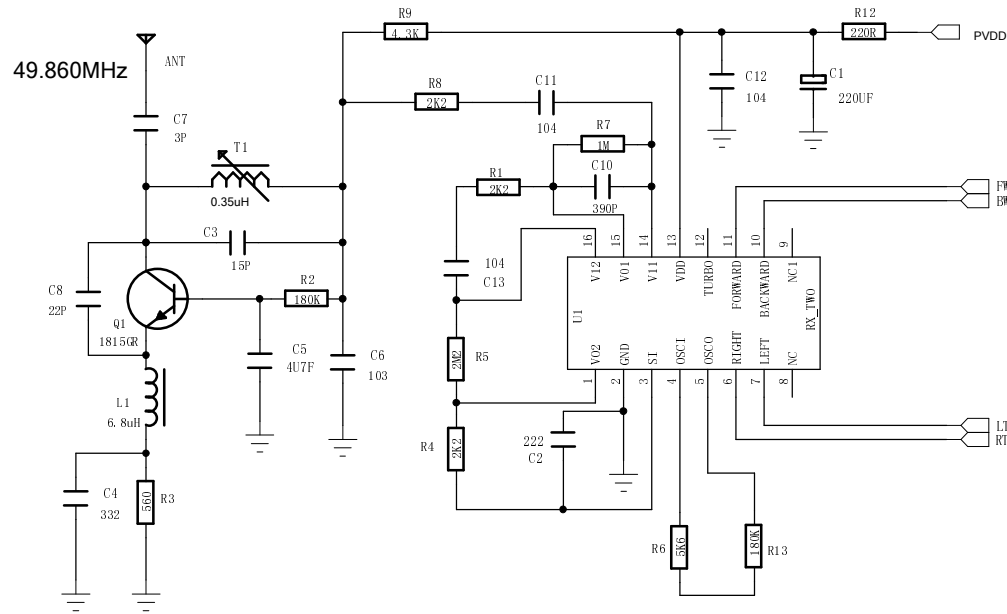 49.860MHz
ANT
C7
3P
T1
0.35uH
C3
15P
C8
22P
Q1
1815GR
R2
180K
C5
4U7F
C6
103
L1
6.8uH
C4
332
R3
560
R9
4.3K
R8
2K2
C11
104
R7
1M
C10
390P
R1
2K2
104
C13
R5
2M2
R4
2K2
222
C2
R12
220R
PVDD
C12
104
C1
220UF
16 15 14 13 12 11 10 9
V12 VO1 V11 VDD TURBO FORWARD BACKWARD NC1
U1
RX_TWO
VO2 GND SI OSCI OSCO RIGHT LEFT NC
1 2 3 4 5 6 7 8
LT
RT
R6
5K6
180K
R13